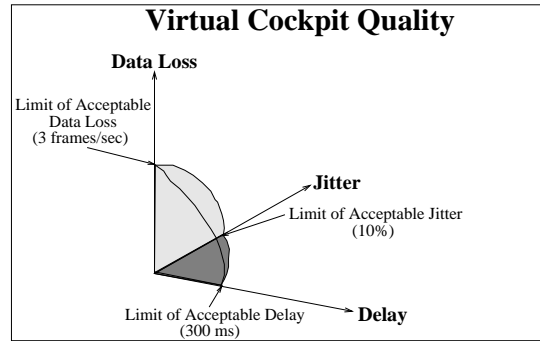 Virtual Cockpit Quality
Data Loss
Limit of Acceptable
Data Loss
(3 frames/sec)
Jitter
Limit of Acceptable Jitter
(10%)
Limit of Acceptable Delay
(300 ms)
Delay